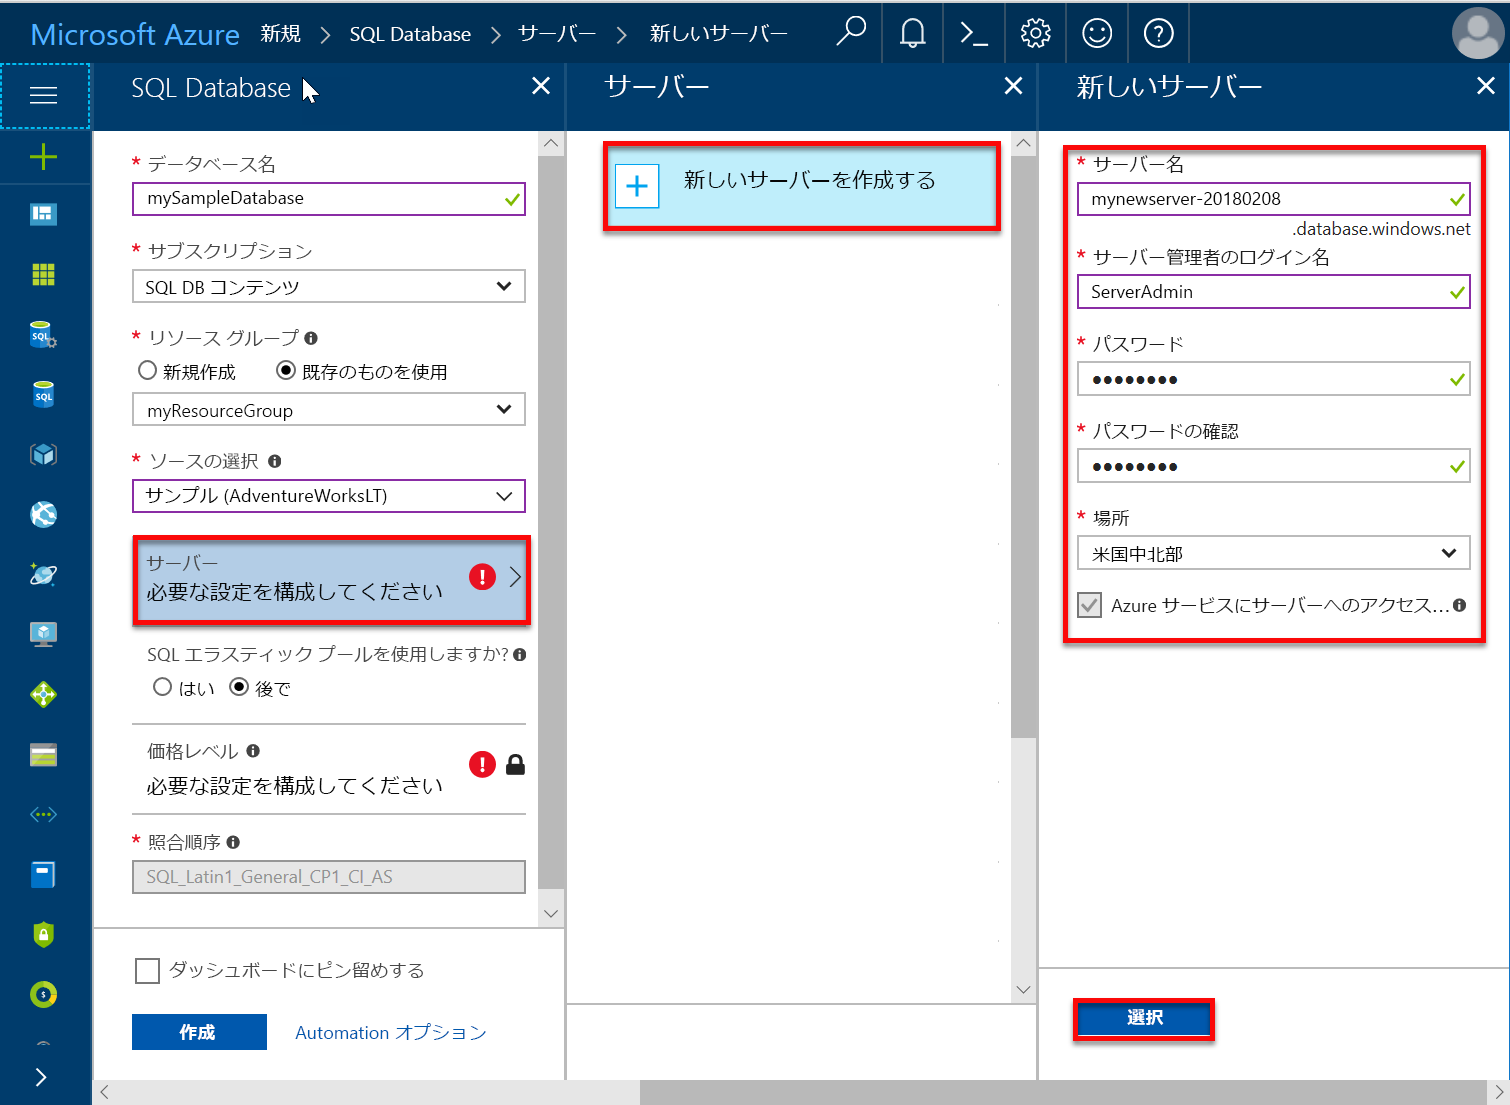 Microsoft Azure 新規 > SQL Database > サーバー > 新しいサーバー
SQL Database
* データベース名
mySampleDatabase
* サブスクリプション
SQL DB コンテンツ
* リソース グループ
新規作成 既存のものを使用
myResourceGroup
* ソースの選択
サンプル (AdventureWorksLT)
サーバー
必要な設定を構成してください
SQL エラスティック プールを使用しますか?
はい 後で
価格レベル
必要な設定を構成してください
* 照合順序
SQL_Latin1_General_CP1_CI_AS
ダッシュボードにピン留めする
作成 Automation オプション
サーバー
新しいサーバーを作成する
新しいサーバー
* サーバー名
mynewserver-20180208
.database.windows.net
* サーバー管理者のログイン名
ServerAdmin
* パスワード
••••••••
* パスワードの確認
••••••••
* 場所
米国中北部
Azure サービスにサーバーへのアクセス...
選択
SQL
SQL